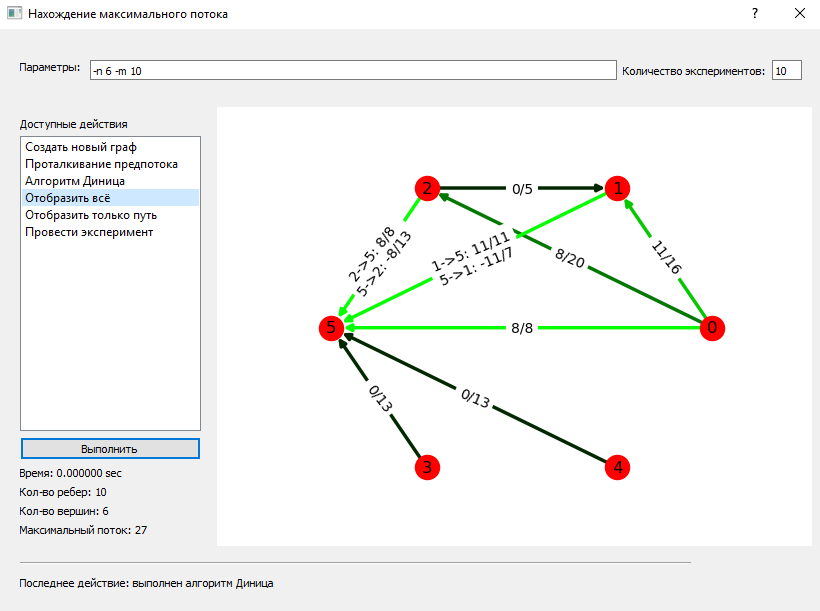 Нахождение максимального потока
?
Параметры: -n 6 -m 10 Количество экспериментов: 10
Доступные действия
Создать новый граф
Проталкивание предпотока
Алгоритм Диница
Отобразить всё
Отобразить только путь
Провести эксперимент
Выполнить
Время: 0.000000 sec
Кол-во ребер: 10
Кол-во вершин: 6
Максимальный поток: 27
2
0/5
1
2->5: 8/8
5->2: -8/13
1->5: 11/11
5->1: -11/7
8/20
11/16
5
8/8
0
0/13
0/13
3
4
Последнее действие: выполнен алгоритм Диница